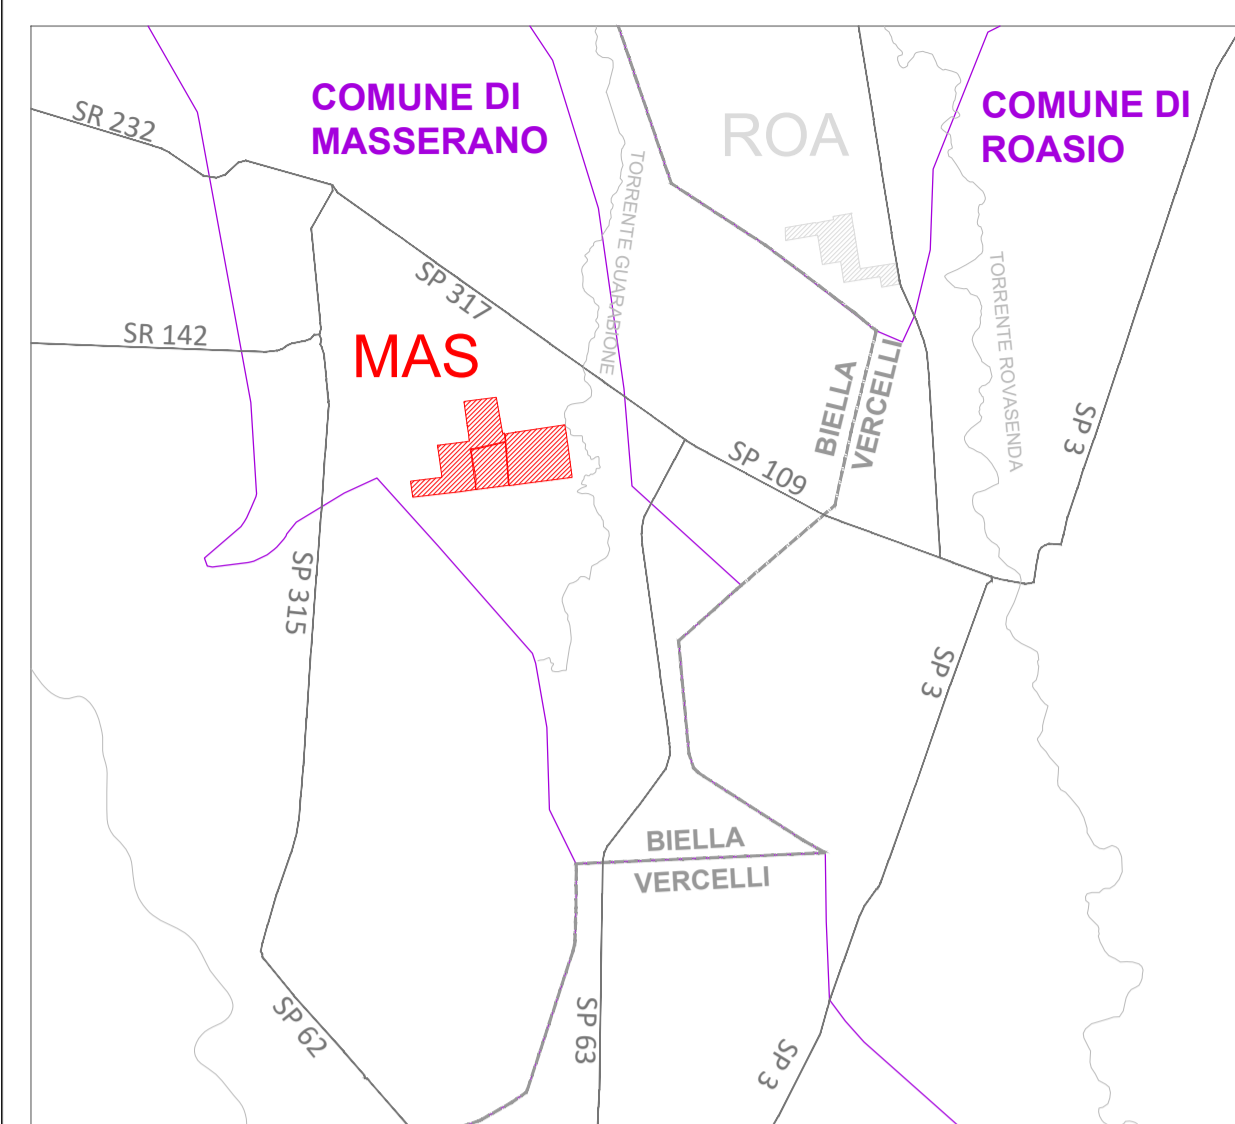 COMUNE DI
MASSERANO
COMUNE DI
ROASIO
SR 232
ROA
TORRENTE GUARABIONE
SP 317
TORRENTE ROVASENDA
SR 142
MAS
BIELLA
VERCELLI
SP 3
SP 109
SP 315
SP 3
BIELLA
VERCELLI
SP 62
SP 63
SP 3